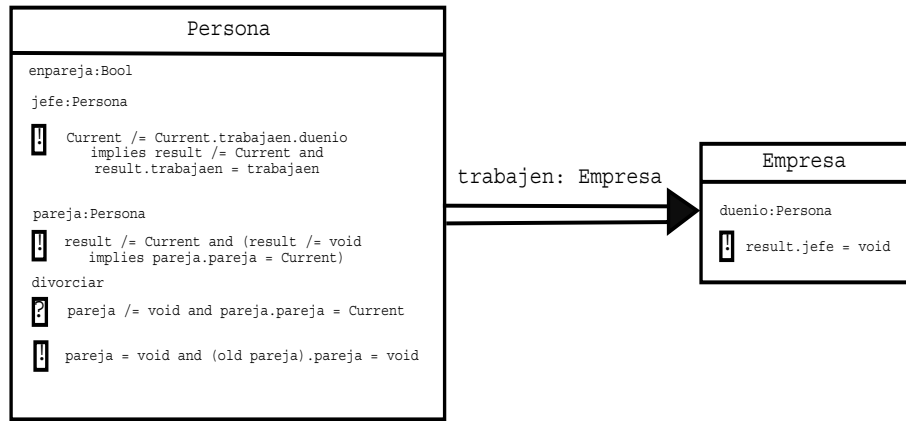 Persona
enpareja:Bool
jefe:Persona
! Current /= Current.trabajaen.duenio
implies result /= Current and
result.trabajaen = trabajaen
pareja:Persona
! result /= Current and (result /= void
implies pareja.pareja = Current)
divorciar
? pareja /= void and pareja.pareja = Current
! pareja = void and (old pareja).pareja = void
trabajen: Empresa
Empresa
duenio:Persona
! result.jefe = void